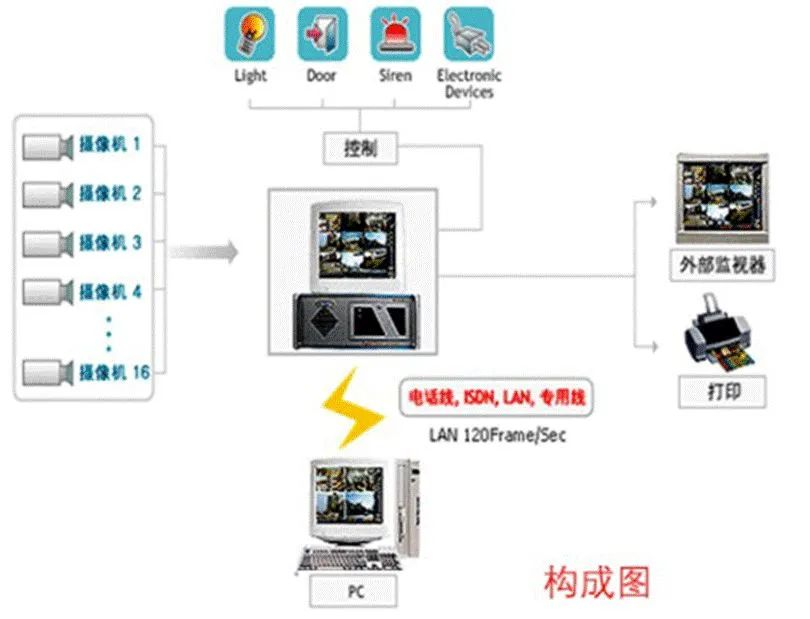 Light
Door
Siren
Electronic
Devices
控制
摄像机 1
摄像机 2
摄像机 3
摄像机 4
摄像机 16
外部监视器
打印
电话线, ISDN, LAN, 专用线
LAN 120Frame/Sec
PC
构成图